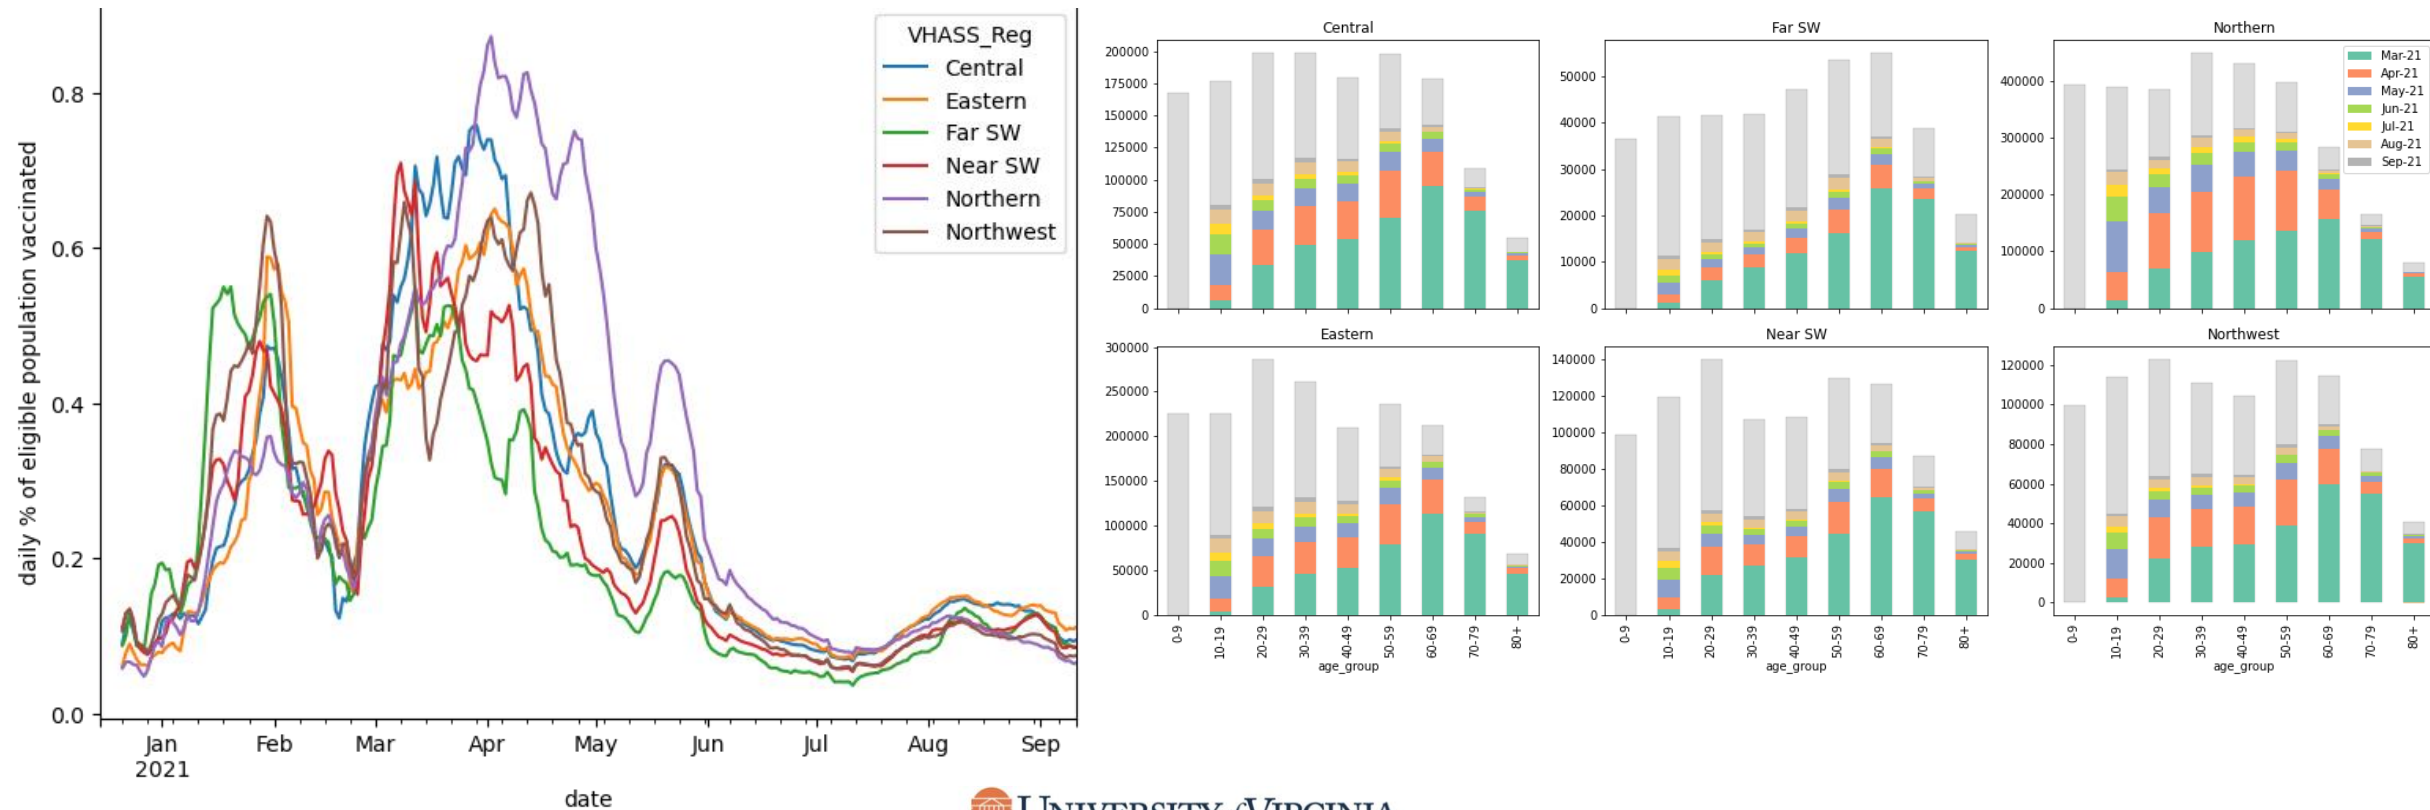 daily % of eligible population vaccinated
0.8
0.6
0.4
0.2
0.0
Jan
2021
Feb
Mar
Apr
May
Jun
Jul
Aug
Sep
date
VHASS_Reg
Central
Eastern
Far SW
Near SW
Northern
Northwest
Central
200000
175000
150000
125000
100000
75000
50000
25000
0
Far SW
50000
40000
30000
20000
10000
0
Northern
400000
300000
200000
100000
0
Mar-21
Apr-21
May-21
Jun-21
Jul-21
Aug-21
Sep-21
Eastern
300000
250000
200000
150000
100000
50000
0
0-9
10-19
20-29
30-39
40-49
50-59
60-69
70-79
80+
age_group
Near SW
140000
120000
100000
80000
60000
40000
20000
0
0-9
10-19
20-29
30-39
40-49
50-59
60-69
70-79
80+
age_group
Northwest
120000
100000
80000
60000
40000
20000
0
0-9
10-19
20-29
30-39
40-49
50-59
60-69
70-79
80+
age_group
UNIVERSITY of VIRGINIA